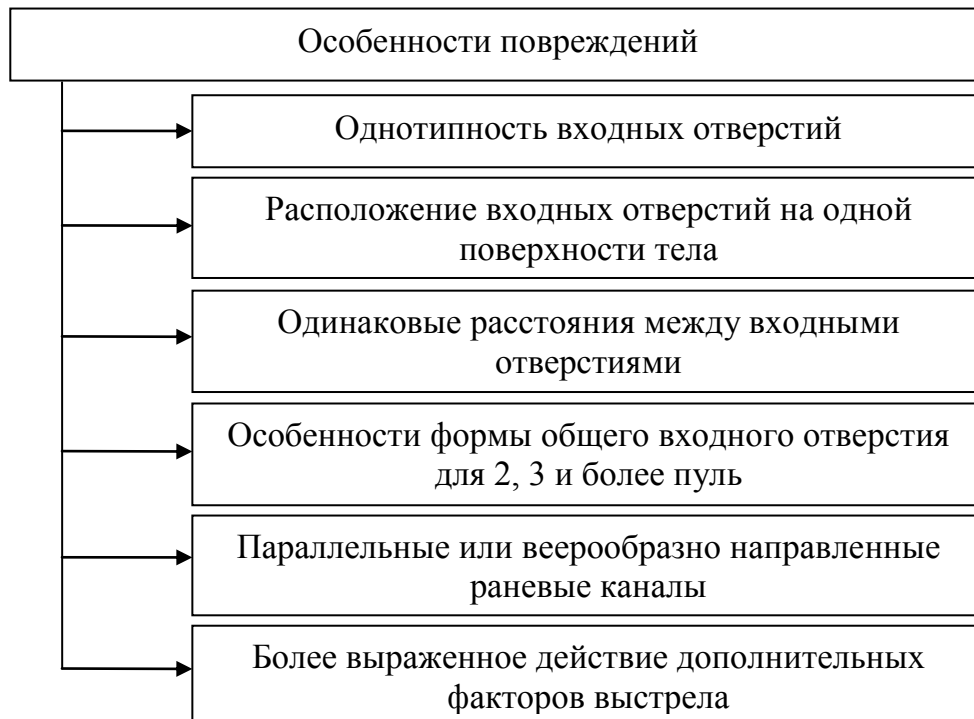 Особенности повреждений
Однотипность входных отверстий
Расположение входных отверстий на одной
поверхности тела
Одинаковые расстояния между входными
отверстиями
Особенности формы общего входного отверстия
для 2, 3 и более пуль
Параллельные или веерообразно направленные
раневые каналы
Более выраженное действие дополнительных
факторов выстрела